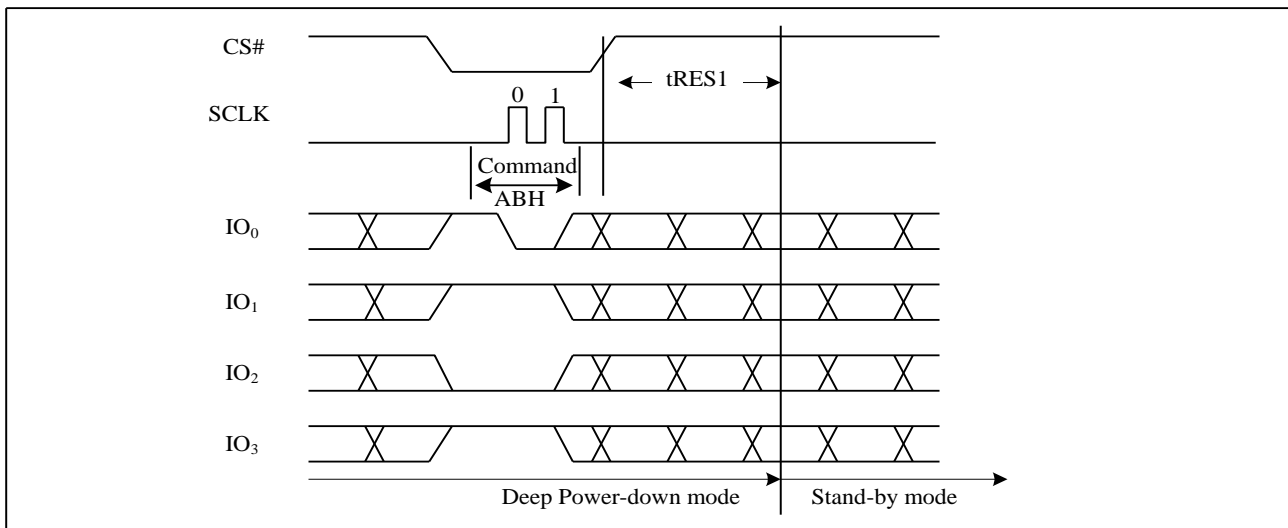 CS#
tRES1
SCLK
0 1
Command
ABH
IO₀
IO₁
IO₂
IO₃
Deep Power-down mode Stand-by mode